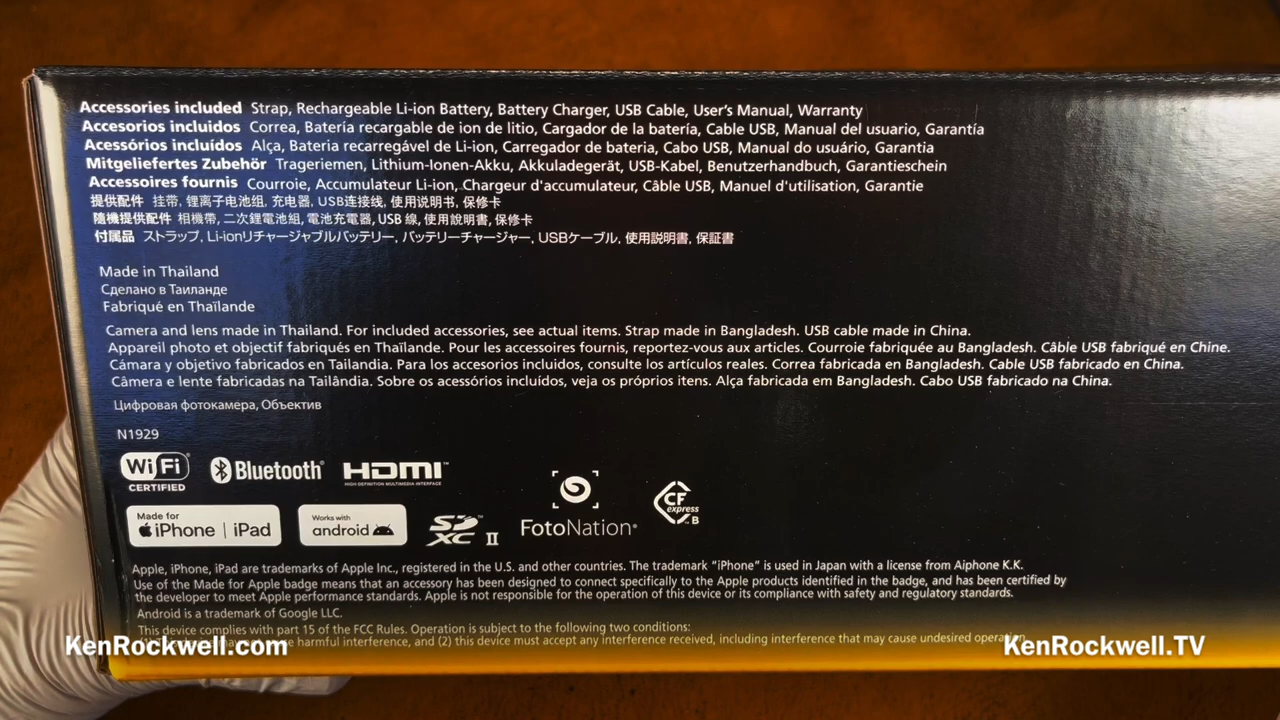 Accessories included Strap, Rechargeable Li-ion Battery, Battery Charger, USB Cable, User's Manual, Warranty
Accesorios incluidos Correa, Batería recargable de ion de litio, Cargador de la batería, Cable USB, Manual del usuario, Garantía
Acessórios incluídos Alça, Bateria recarregável de Li-ion, Carregador de bateria, Cabo USB, Manual do usuário, Garantia
Mitgeliefertes Zubehör Trageriemen, Lithium-Ionen-Akku, Akkuladegerät, USB-Kabel, Benutzerhandbuch, Garantieschein
Accessoires fournis Courroie, Accumulateur Li-ion, Chargeur d'accumulateur, Câble USB, Manuel d'utilisation, Garantie
提供配件 挂带, 锂离子电池组, 充电器, USB连接线, 使用说明书, 保修卡
隨機提供配件 相機帶, 二次鋰電池組, 電池充電器, USB 線, 使用說明書, 保修卡
付属品 ストラップ, Li-ionリチャージャブルバッテリー, バッテリーチャージャー, USBケーブル, 使用説明書, 保証書
Made in Thailand
Сделано в Таиланде
Fabriqué en Thaïlande
Camera and lens made in Thailand. For included accessories, see actual items. Strap made in Bangladesh. USB cable made in China.
Appareil photo et objectif fabriqués en Thaïlande. Pour les accessoires fournis, reportez-vous aux articles. Courroie fabriquée au Bangladesh. Câble USB fabriqué en Chine.
Cámara y objetivo fabricados en Tailandia. Para los accesorios incluidos, consulte los artículos reales. Correa fabricada en Bangladesh. Cable USB fabricado en China.
Câmera e lente fabricadas na Tailândia. Sobre os acessórios incluídos, veja os próprios itens. Alça fabricada em Bangladesh. Cabo USB fabricado na China.
Цифровая фотокамера, Объектив
N1929
Wi Fi CERTIFIED
Bluetooth®
HDMI™ HIGH-DEFINITION MULTIMEDIA INTERFACE
Made for iPhone | iPad
Works with android
SD XC™ II
FotoNation®
CF express™ B
Apple, iPhone, iPad are trademarks of Apple Inc., registered in the U.S. and other countries. The trademark "iPhone" is used in Japan with a license from Aiphone K.K.
Use of the Made for Apple badge means that an accessory has been designed to connect specifically to the Apple products identified in the badge, and has been certified by
the developer to meet Apple performance standards. Apple is not responsible for the operation of this device or its compliance with safety and regulatory standards.
Android is a trademark of Google LLC.
This device complies with part 15 of the FCC Rules. Operation is subject to the following two conditions:
harmful interference, and (2) this device must accept any interference received, including interference that may cause undesired operation
KenRockwell.com
KenRockwell.TV